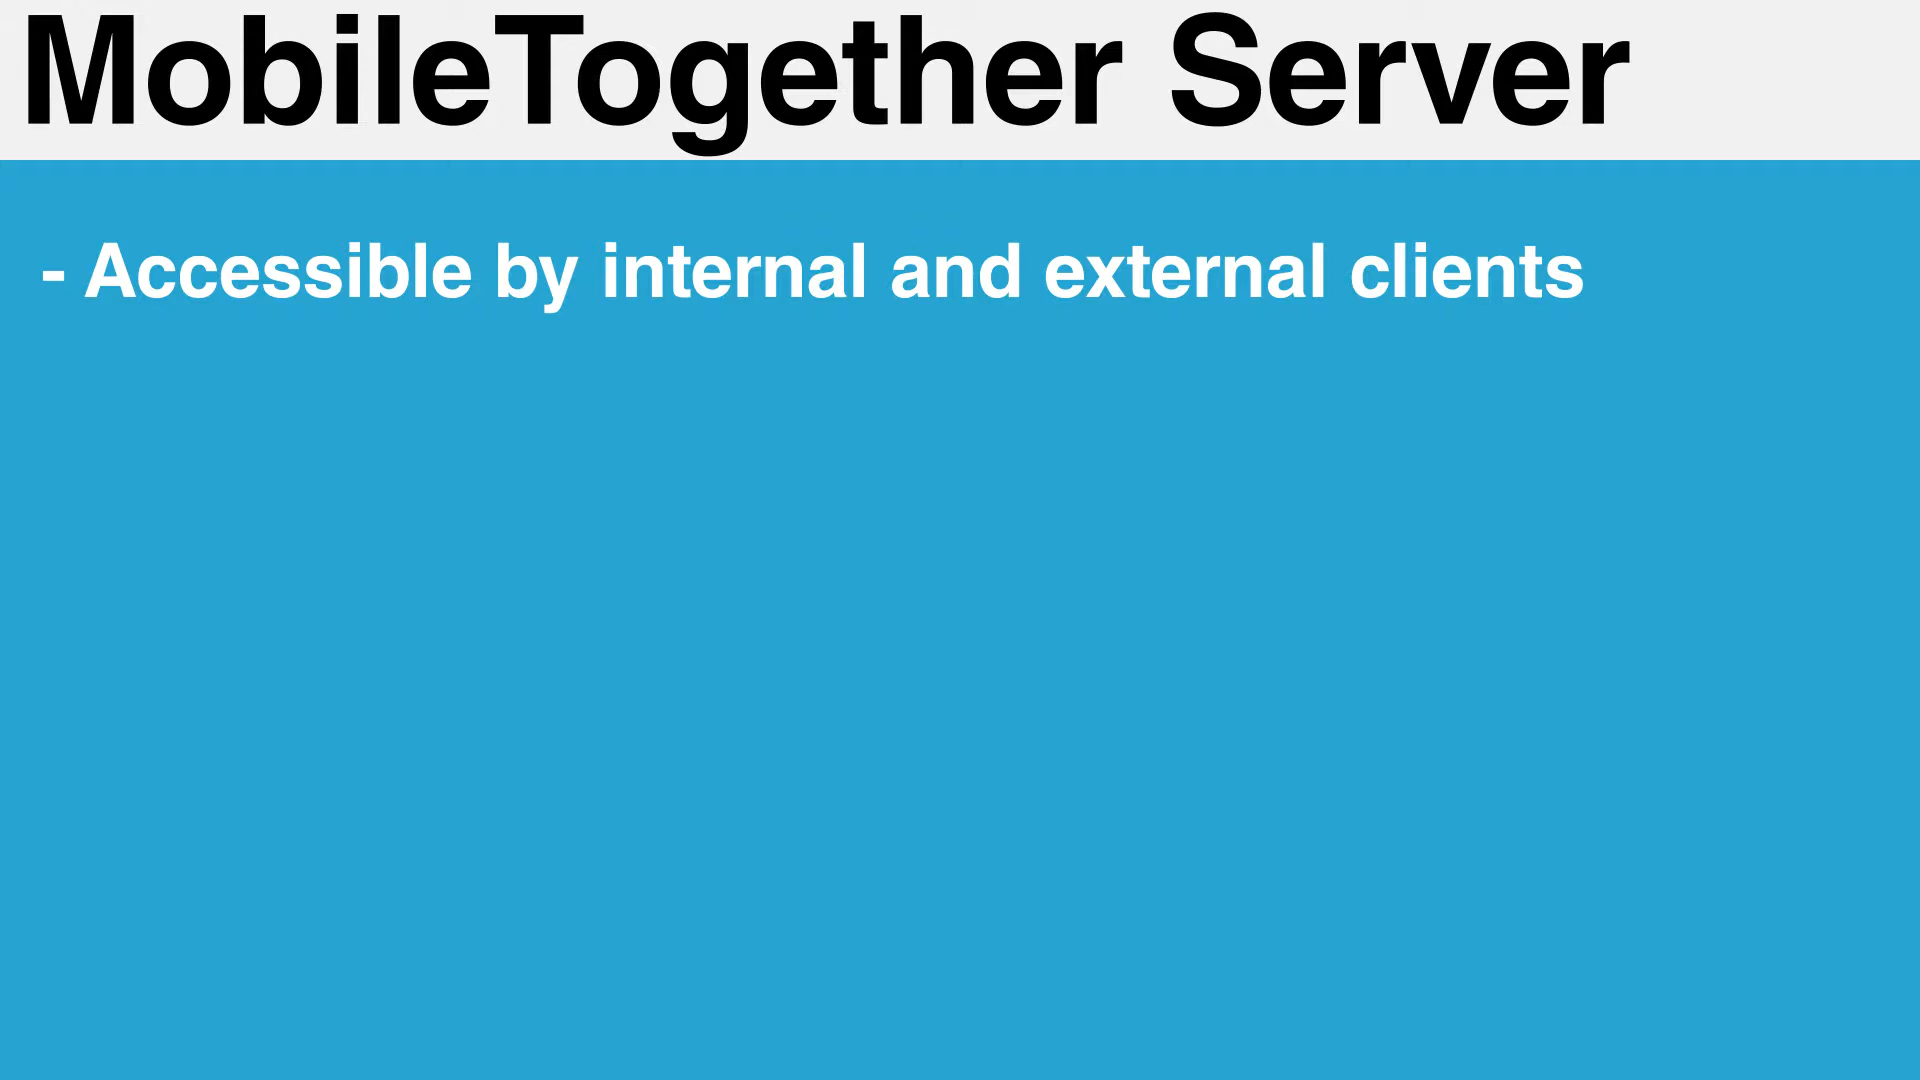 MobileTogether Server
- Accessible by internal and external clients